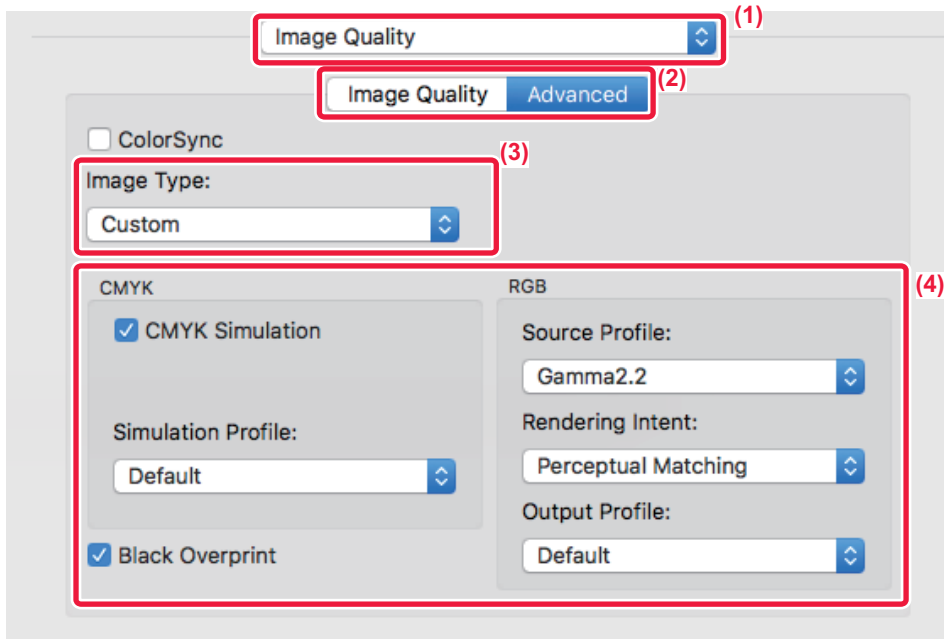 (1)
Image Quality
(2)
Image Quality Advanced
ColorSync
(3)
Image Type:
Custom
(4)
CMYK
CMYK Simulation
Simulation Profile:
Default
Black Overprint
RGB
Source Profile:
Gamma2.2
Rendering Intent:
Perceptual Matching
Output Profile:
Default